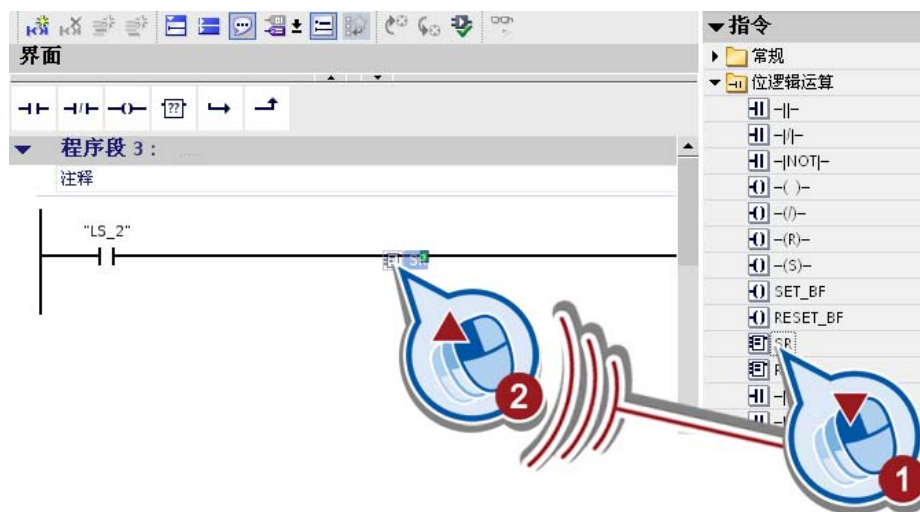 界面
??
程序段 3：
注释
"LS_2"
SR
2
指令
常规
位逻辑运算
-||-
-|/|-
-|NOT|-
-( )-
-(/)-
-(R)-
-(S)-
SET_BF
RESET_BF
SR
1